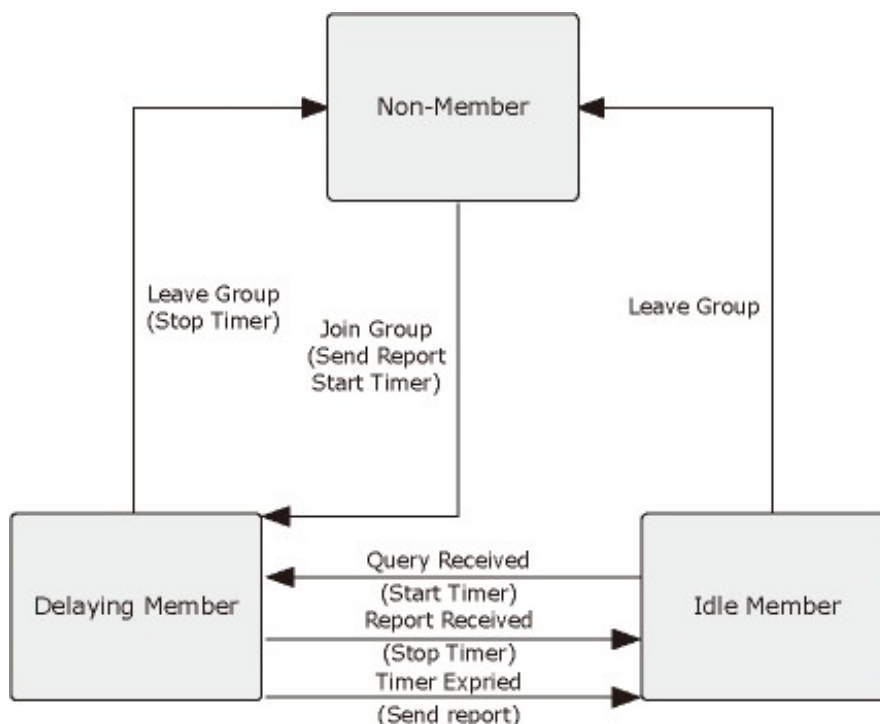 Non-Member
Leave Group
(Stop Timer)
Join Group
(Send Report
Start Timer)
Leave Group
Delaying Member
Query Received
(Start Timer)
Report Received
(Stop Timer)
Timer Expried
(Send report)
Idle Member